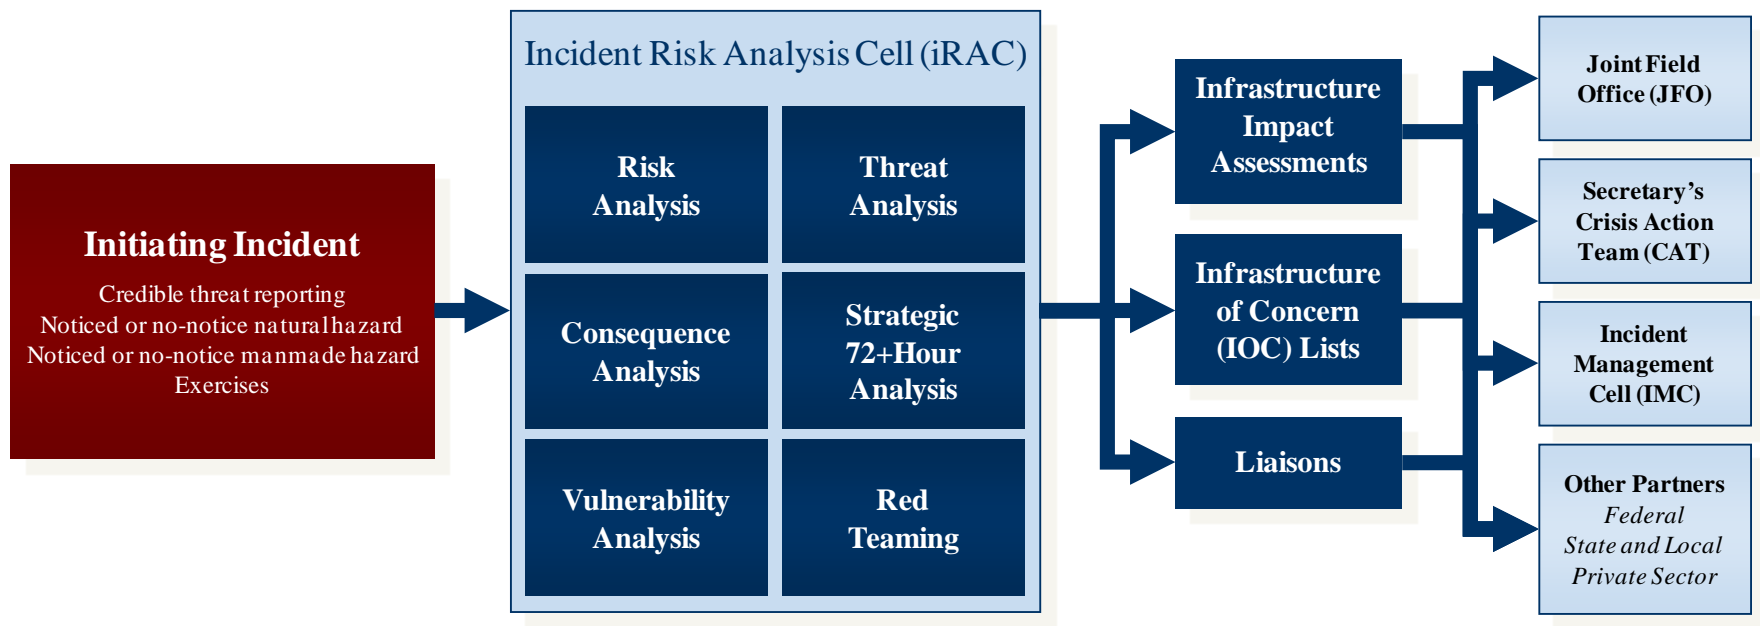 Initiating Incident
Credible threat reporting
Noticed or no-notice natural hazard
Noticed or no-notice manmade hazard
Exercises
Incident Risk Analysis Cell (iRAC)
Risk
Analysis
Threat
Analysis
Consequence
Analysis
Strategic
72+Hour
Analysis
Vulnerability
Analysis
Red
Teaming
Infrastructure
Impact
Assessments
Infrastructure
of Concern
(IOC) Lists
Liaisons
Joint Field
Office (JFO)
Secretary’s
Crisis Action
Team (CAT)
Incident
Management
Cell (IMC)
Other Partners
Federal
State and Local
Private Sector